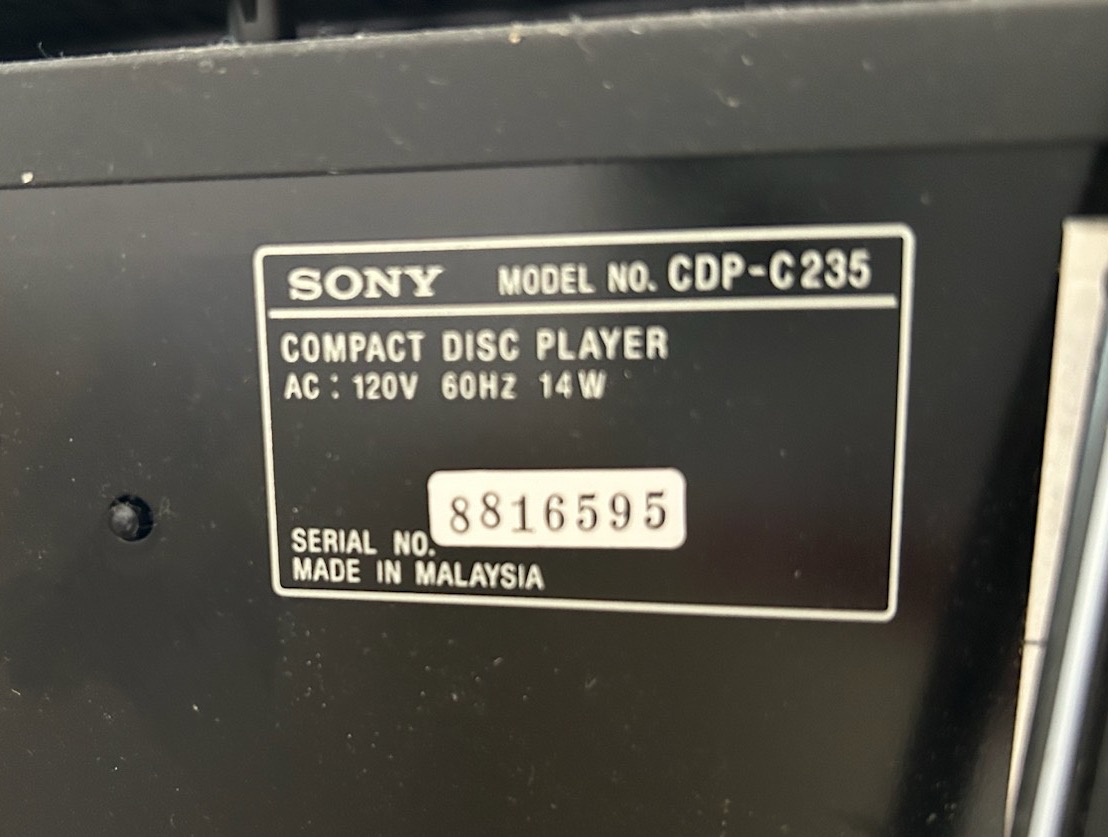 SONY MODEL NO. CDP-C235
COMPACT DISC PLAYER
AC : 120V 60HZ 14W
8816595
SERIAL NO.
MADE IN MALAYSIA